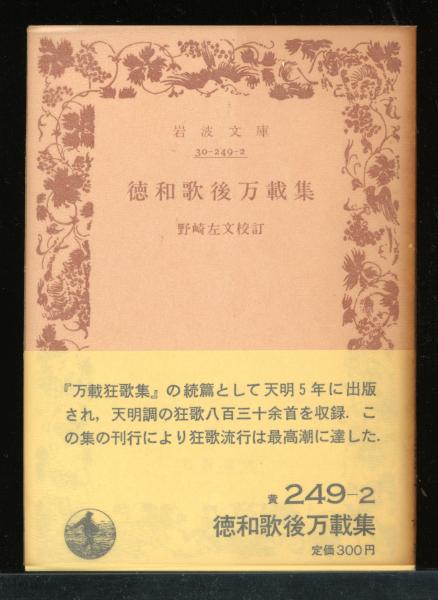 岩波文庫
30-249-2
徳和歌後万載集
野崎左文校訂
『万載狂歌集』の続篇として天明5年に出版
され,天明調の狂歌八百三十余首を収録.こ
の集の刊行により狂歌流行は最高潮に達した.
黄 249-2
徳和歌後万載集
定価300円